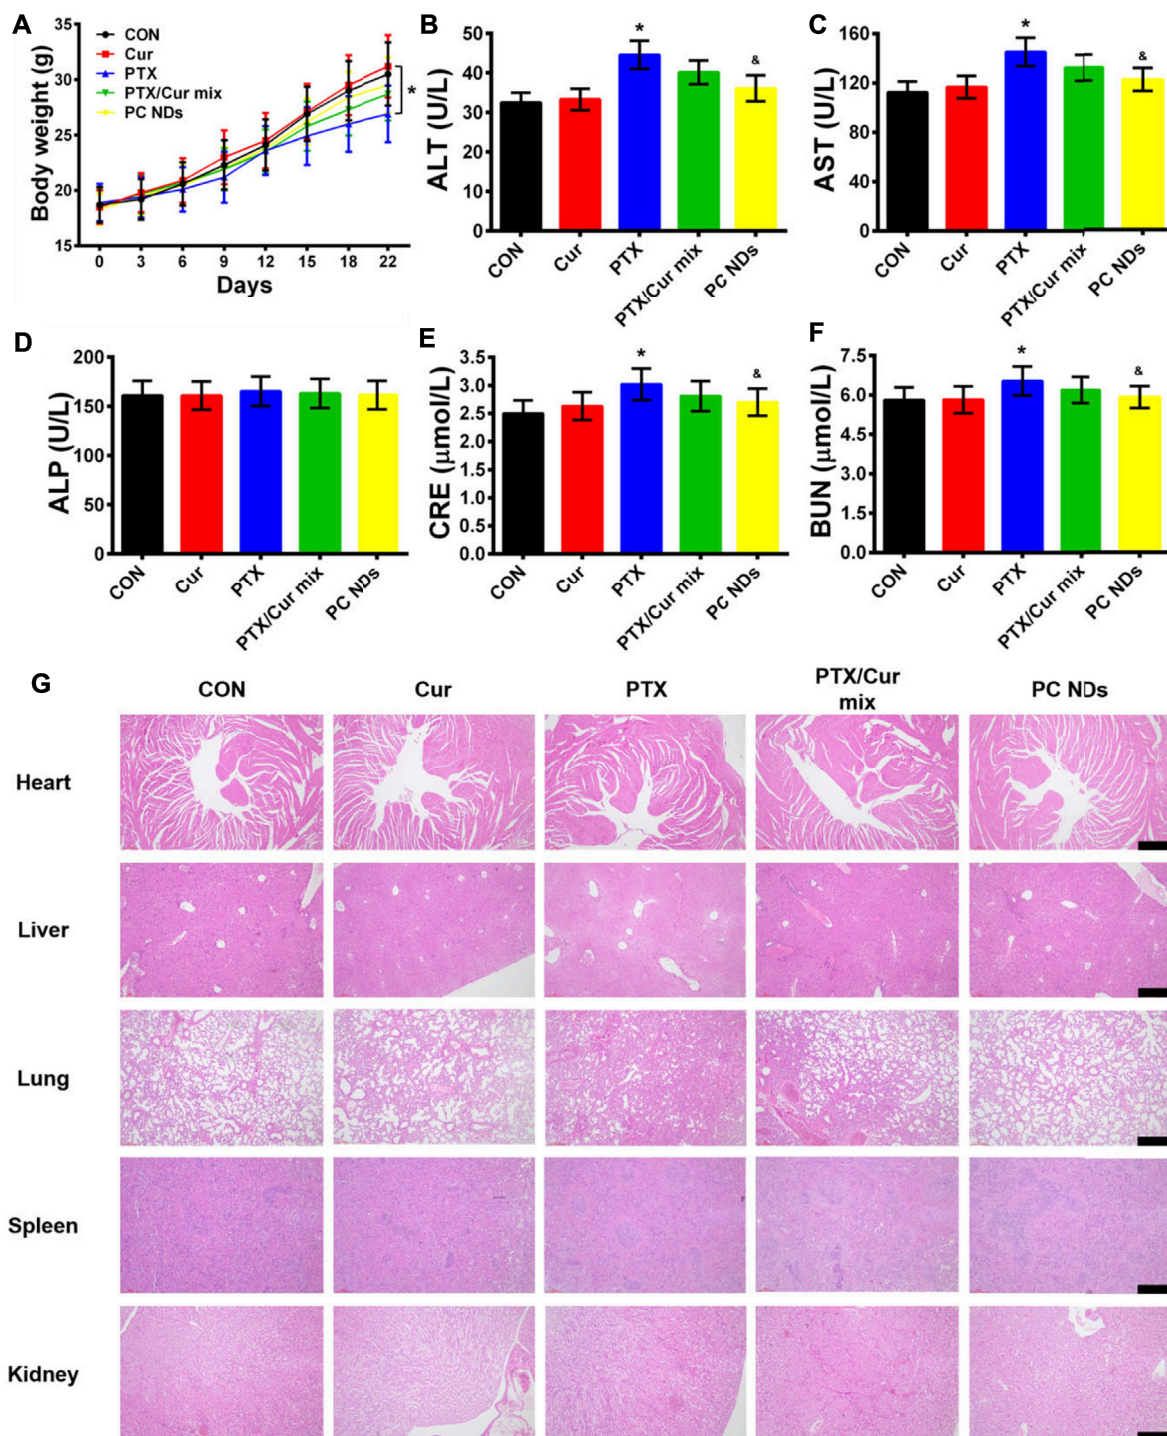 A
Body weight (g)
35
30
25
20
15
CON
Cur
PTX
PTX/Cur mix
PC NDs
*
0 3 6 9 12 15 18 22
Days
B
ALT (U/L)
50
40
30
20
10
0
*
&
CON Cur PTX PTX/Cur mix PC NDs
C
AST (U/L)
160
120
80
40
0
*
&
CON Cur PTX PTX/Cur mix PC NDs
D
ALP (U/L)
200
150
100
50
0
CON Cur PTX PTX/Cur mix PC NDs
E
CRE (μmol/L)
3.5
3.0
2.5
2.0
1.5
1.0
0.5
0.0
*
&
CON Cur PTX PTX/Cur mix PC NDs
F
BUN (μmol/L)
7.5
6.0
4.5
3.0
1.5
0.0
*
&
CON Cur PTX PTX/Cur mix PC NDs
G
CON Cur PTX PTX/Cur PC NDs
mix
Heart
Liver
Lung
Spleen
Kidney